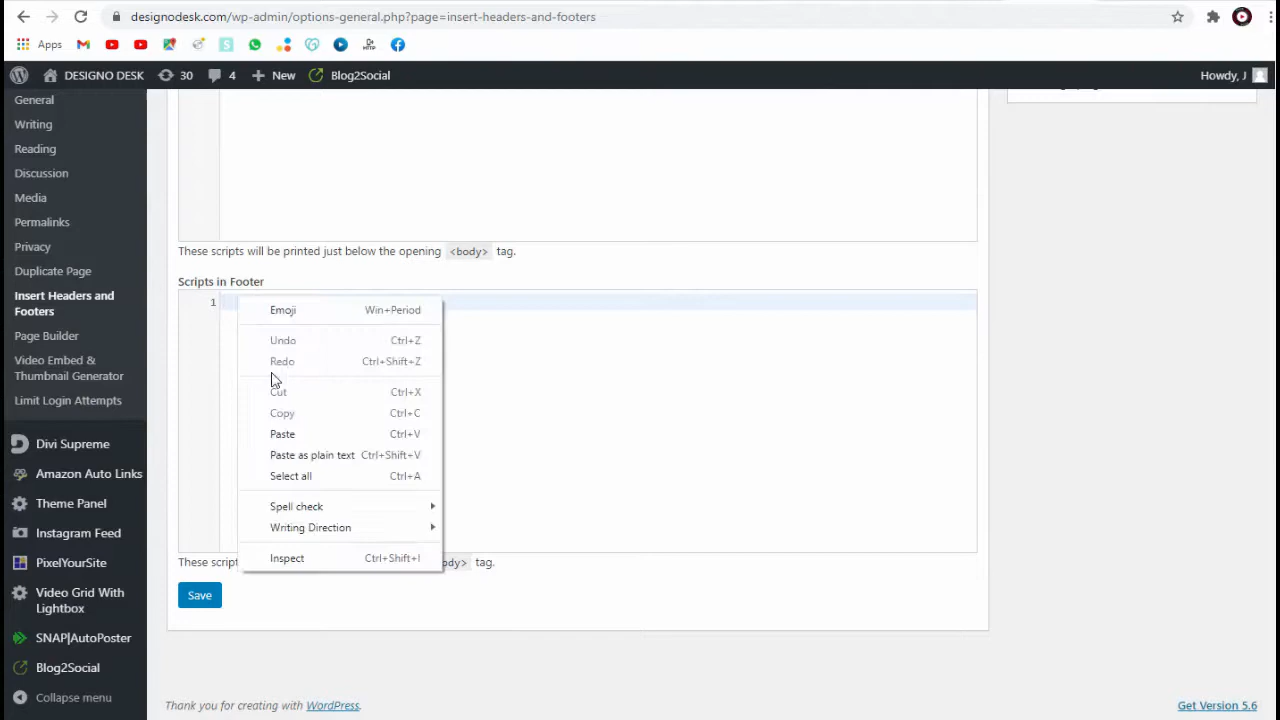 designodesk.com/wp-admin/options-general.php?page=insert-headers-and-footers
Apps
DESIGNO DESK 30 4 New Blog2Social Howdy, J
General
Writing
Reading
Discussion
Media
Permalinks
Privacy
Duplicate Page
Insert Headers and
Footers
Page Builder
Video Embed &
Thumbnail Generator
Limit Login Attempts
Divi Supreme
Amazon Auto Links
Theme Panel
Instagram Feed
PixelYourSite
Video Grid With
Lightbox
SNAP|AutoPoster
Blog2Social
Collapse menu
These scripts will be printed just below the opening <body> tag.
Scripts in Footer
1
Emoji Win+Period
Undo Ctrl+Z
Redo Ctrl+Shift+Z
Cut Ctrl+X
Copy Ctrl+C
Paste Ctrl+V
Paste as plain text Ctrl+Shift+V
Select all Ctrl+A
Spell check
Writing Direction
Inspect Ctrl+Shift+I
These script ody> tag.
Save
Thank you for creating with WordPress.
Get Version 5.6